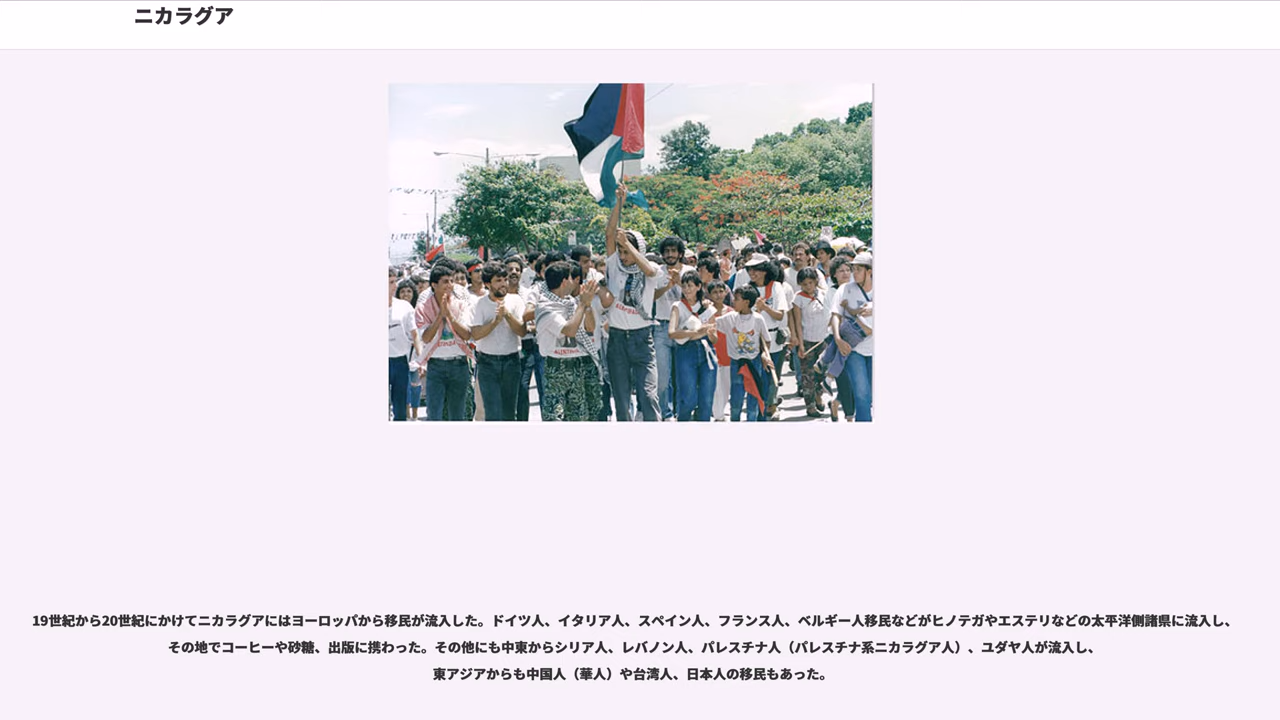 ニカラグア
19世紀から20世紀にかけてニカラグアにはヨーロッパから移民が流入した。ドイツ人、イタリア人、スペイン人、フランス人、ベルギー人移民などがヒノテガやエステリなどの太平洋側諸県に流入し、
その地でコーヒーや砂糖、出版に携わった。その他にも中東からシリア人、レバノン人、パレスチナ人（パレスチナ系ニカラグア人）、ユダヤ人が流入し、
東アジアからも中国人（華人）や台湾人、日本人の移民もあった。